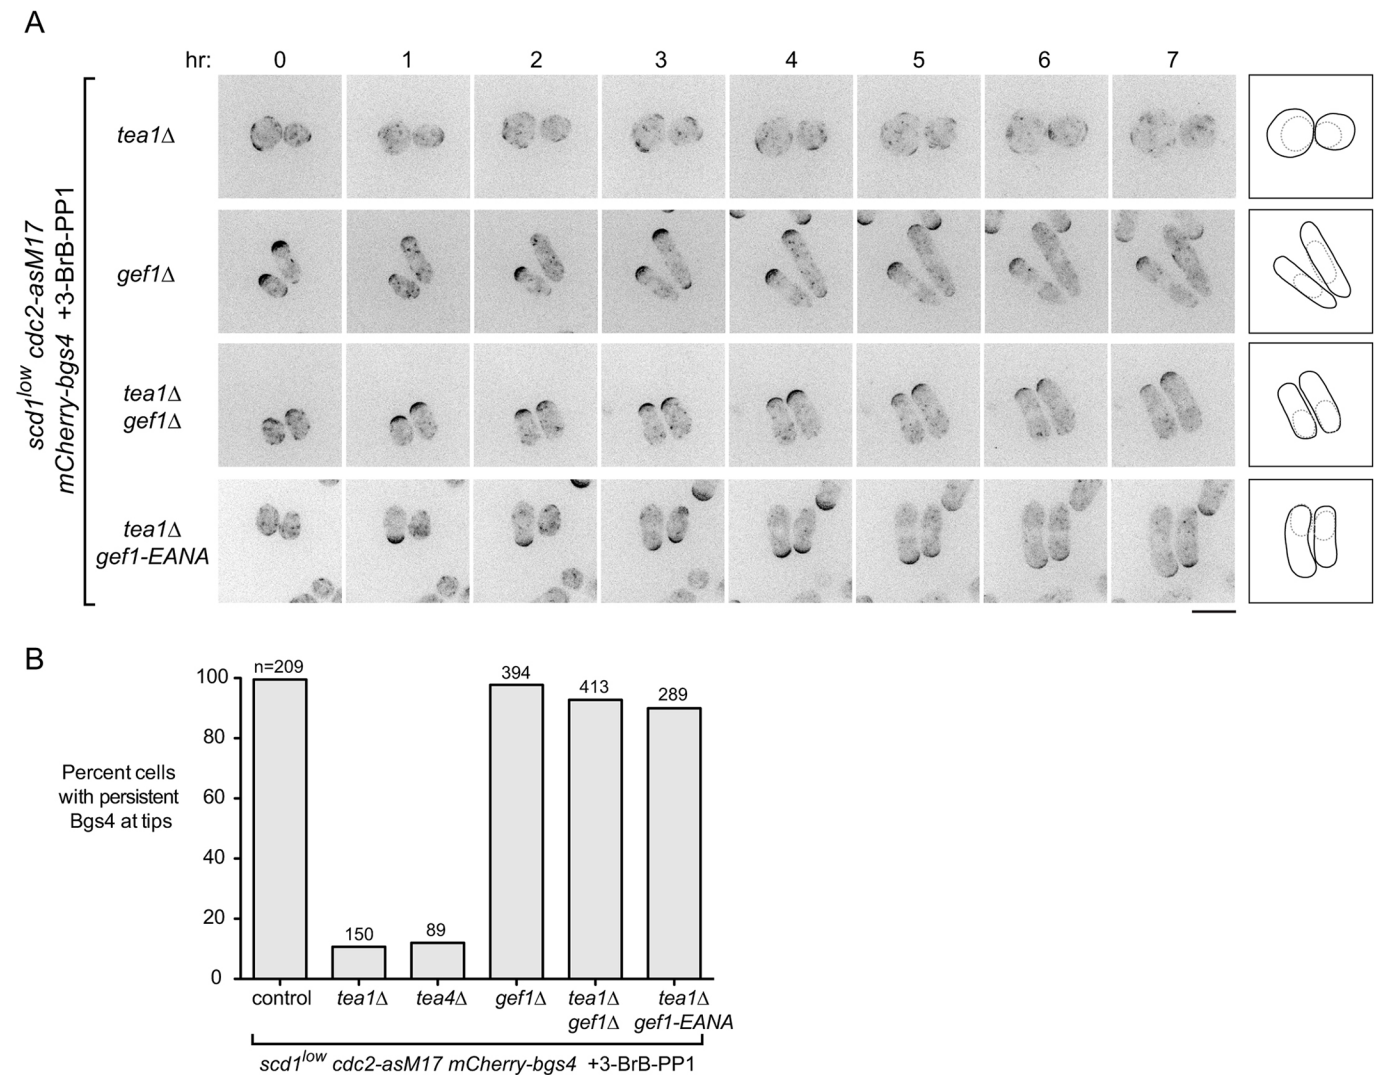 A
hr: 0 1 2 3 4 5 6 7
scd1low cdc2-asM17
mCherry-bgs4 +3-BrB-PP1
tea1Δ
gef1Δ
tea1Δ
gef1Δ
tea1Δ
gef1-EANA
B
Percent cells
with persistent
Bgs4 at tips
100
80
60
40
20
0
n=209
150
89
394
413
289
control tea1Δ tea4Δ gef1Δ tea1Δ tea1Δ
gef1Δ gef1-EANA
scd1low cdc2-asM17 mCherry-bgs4 +3-BrB-PP1